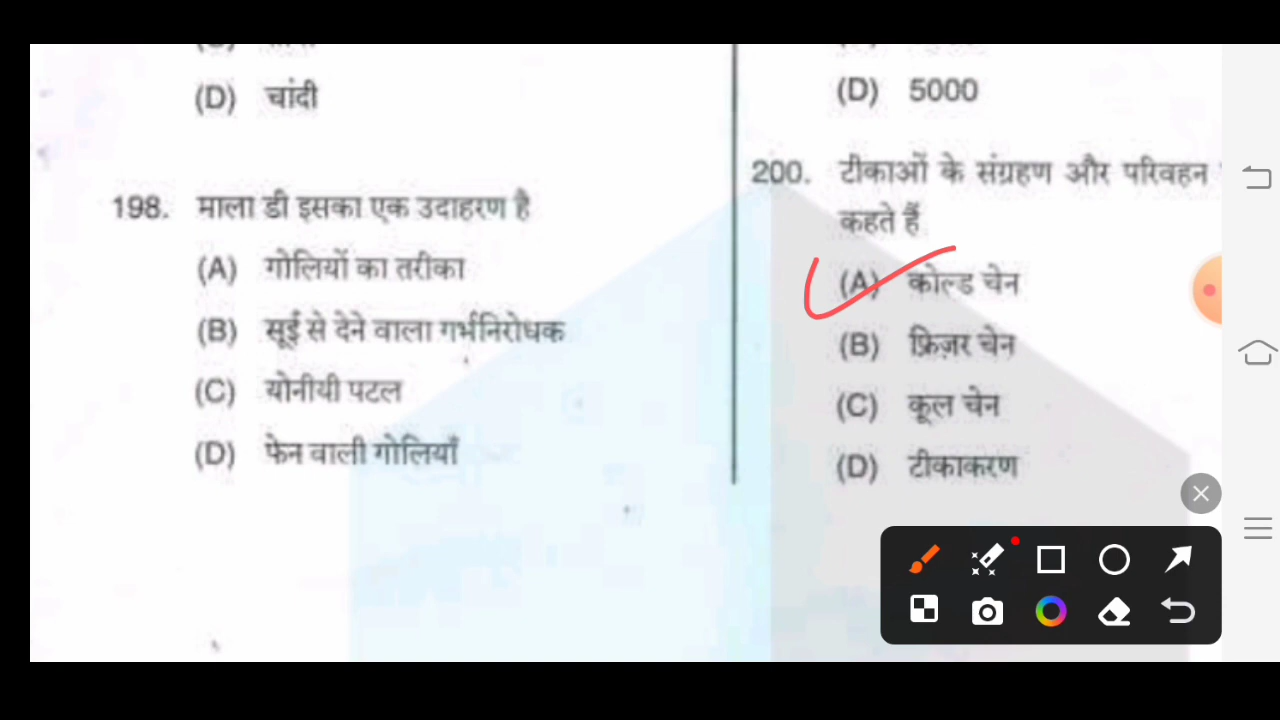 (D) चांदी
198. माला डी इसका एक उदाहरण है
(A) गोलियों का तरीका
(B) सूई से देने वाला गर्भनिरोधक
(C) योनीयी पटल
(D) फेन वाली गोलियाँ
(D) 5000
200. टीकाओं के संग्रहण और परिवहन
कहते हैं
(A) कोल्ड चेन
(B) फ्रिज़र चेन
(C) कूल चेन
(D) टीकाकरण